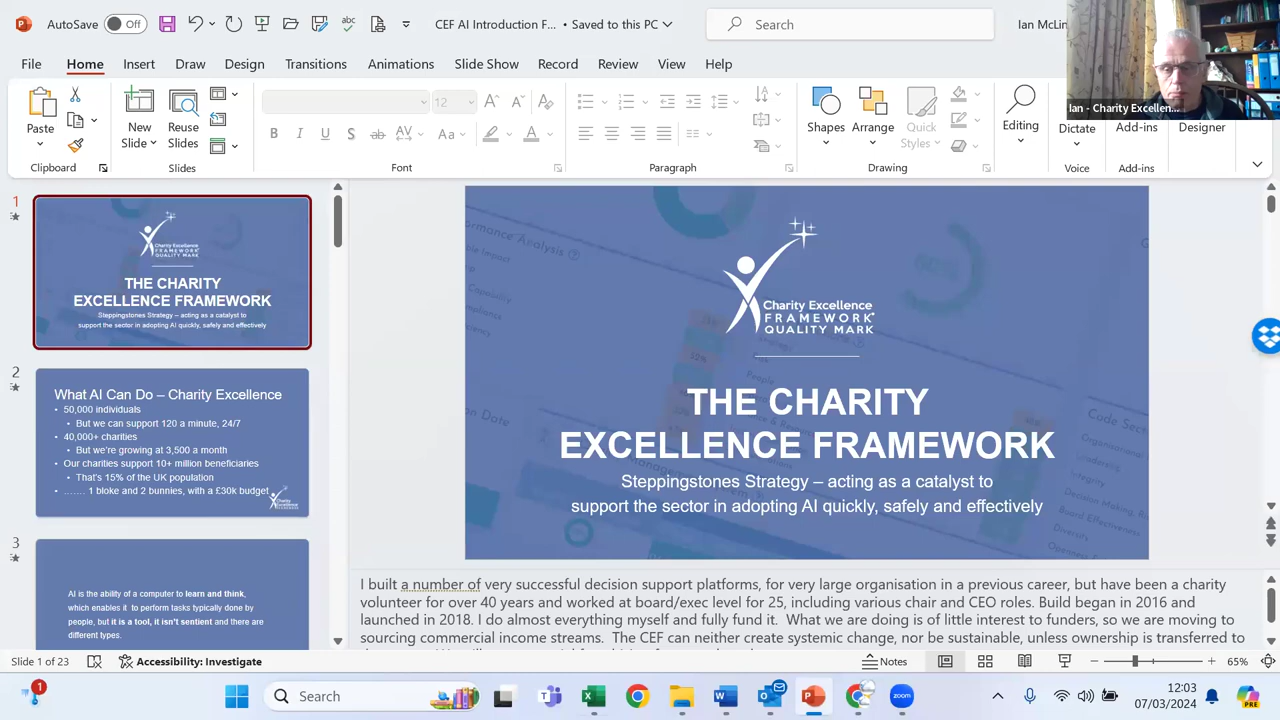 AutoSave Off CEF AI Introduction F... • Saved to this PC Search Ian McLin
File Home Insert Draw Design Transitions Animations Slide Show Record Review View Help
Ian - Charity Excellen...
12
Paste New Slide Reuse Slides Shapes Arrange Quick Styles Editing Dictate Add-ins Designer
Clipboard Slides Font Paragraph Drawing Voice Add-ins
1
Charity Excellence
FRAMEWORK
QUALITY MARK
THE CHARITY
EXCELLENCE FRAMEWORK
Steppingstones Strategy – acting as a catalyst to
support the sector in adopting AI quickly, safely and effectively
2
What AI Can Do – Charity Excellence
• 50,000 individuals
• But we can support 120 a minute, 24/7
• 40,000+ charities
• But we're growing at 3,500 a month
• Our charities support 10+ million beneficiaries
• That's 15% of the UK population
• ……. 1 bloke and 2 bunnies, with a £30k budget
3
AI is the ability of a computer to learn and think,
which enables it to perform tasks typically done by
people, but it is a tool, it isn't sentient and there are
different types.
Charity Excellence
FRAMEWORK
QUALITY MARK
THE CHARITY
EXCELLENCE FRAMEWORK
Steppingstones Strategy – acting as a catalyst to
support the sector in adopting AI quickly, safely and effectively
I built a number of very successful decision support platforms, for very large organisation in a previous career, but have been a charity
volunteer for over 40 years and worked at board/exec level for 25, including various chair and CEO roles. Build began in 2016 and
launched in 2018. I do almost everything myself and fully fund it. What we are doing is of little interest to funders, so we are moving to
sourcing commercial income streams. The CEF can neither create systemic change, nor be sustainable, unless ownership is transferred to
Slide 1 of 23 Accessibility: Investigate Notes 65%
1 Search 12:03
07/03/2024
zoom
PRE